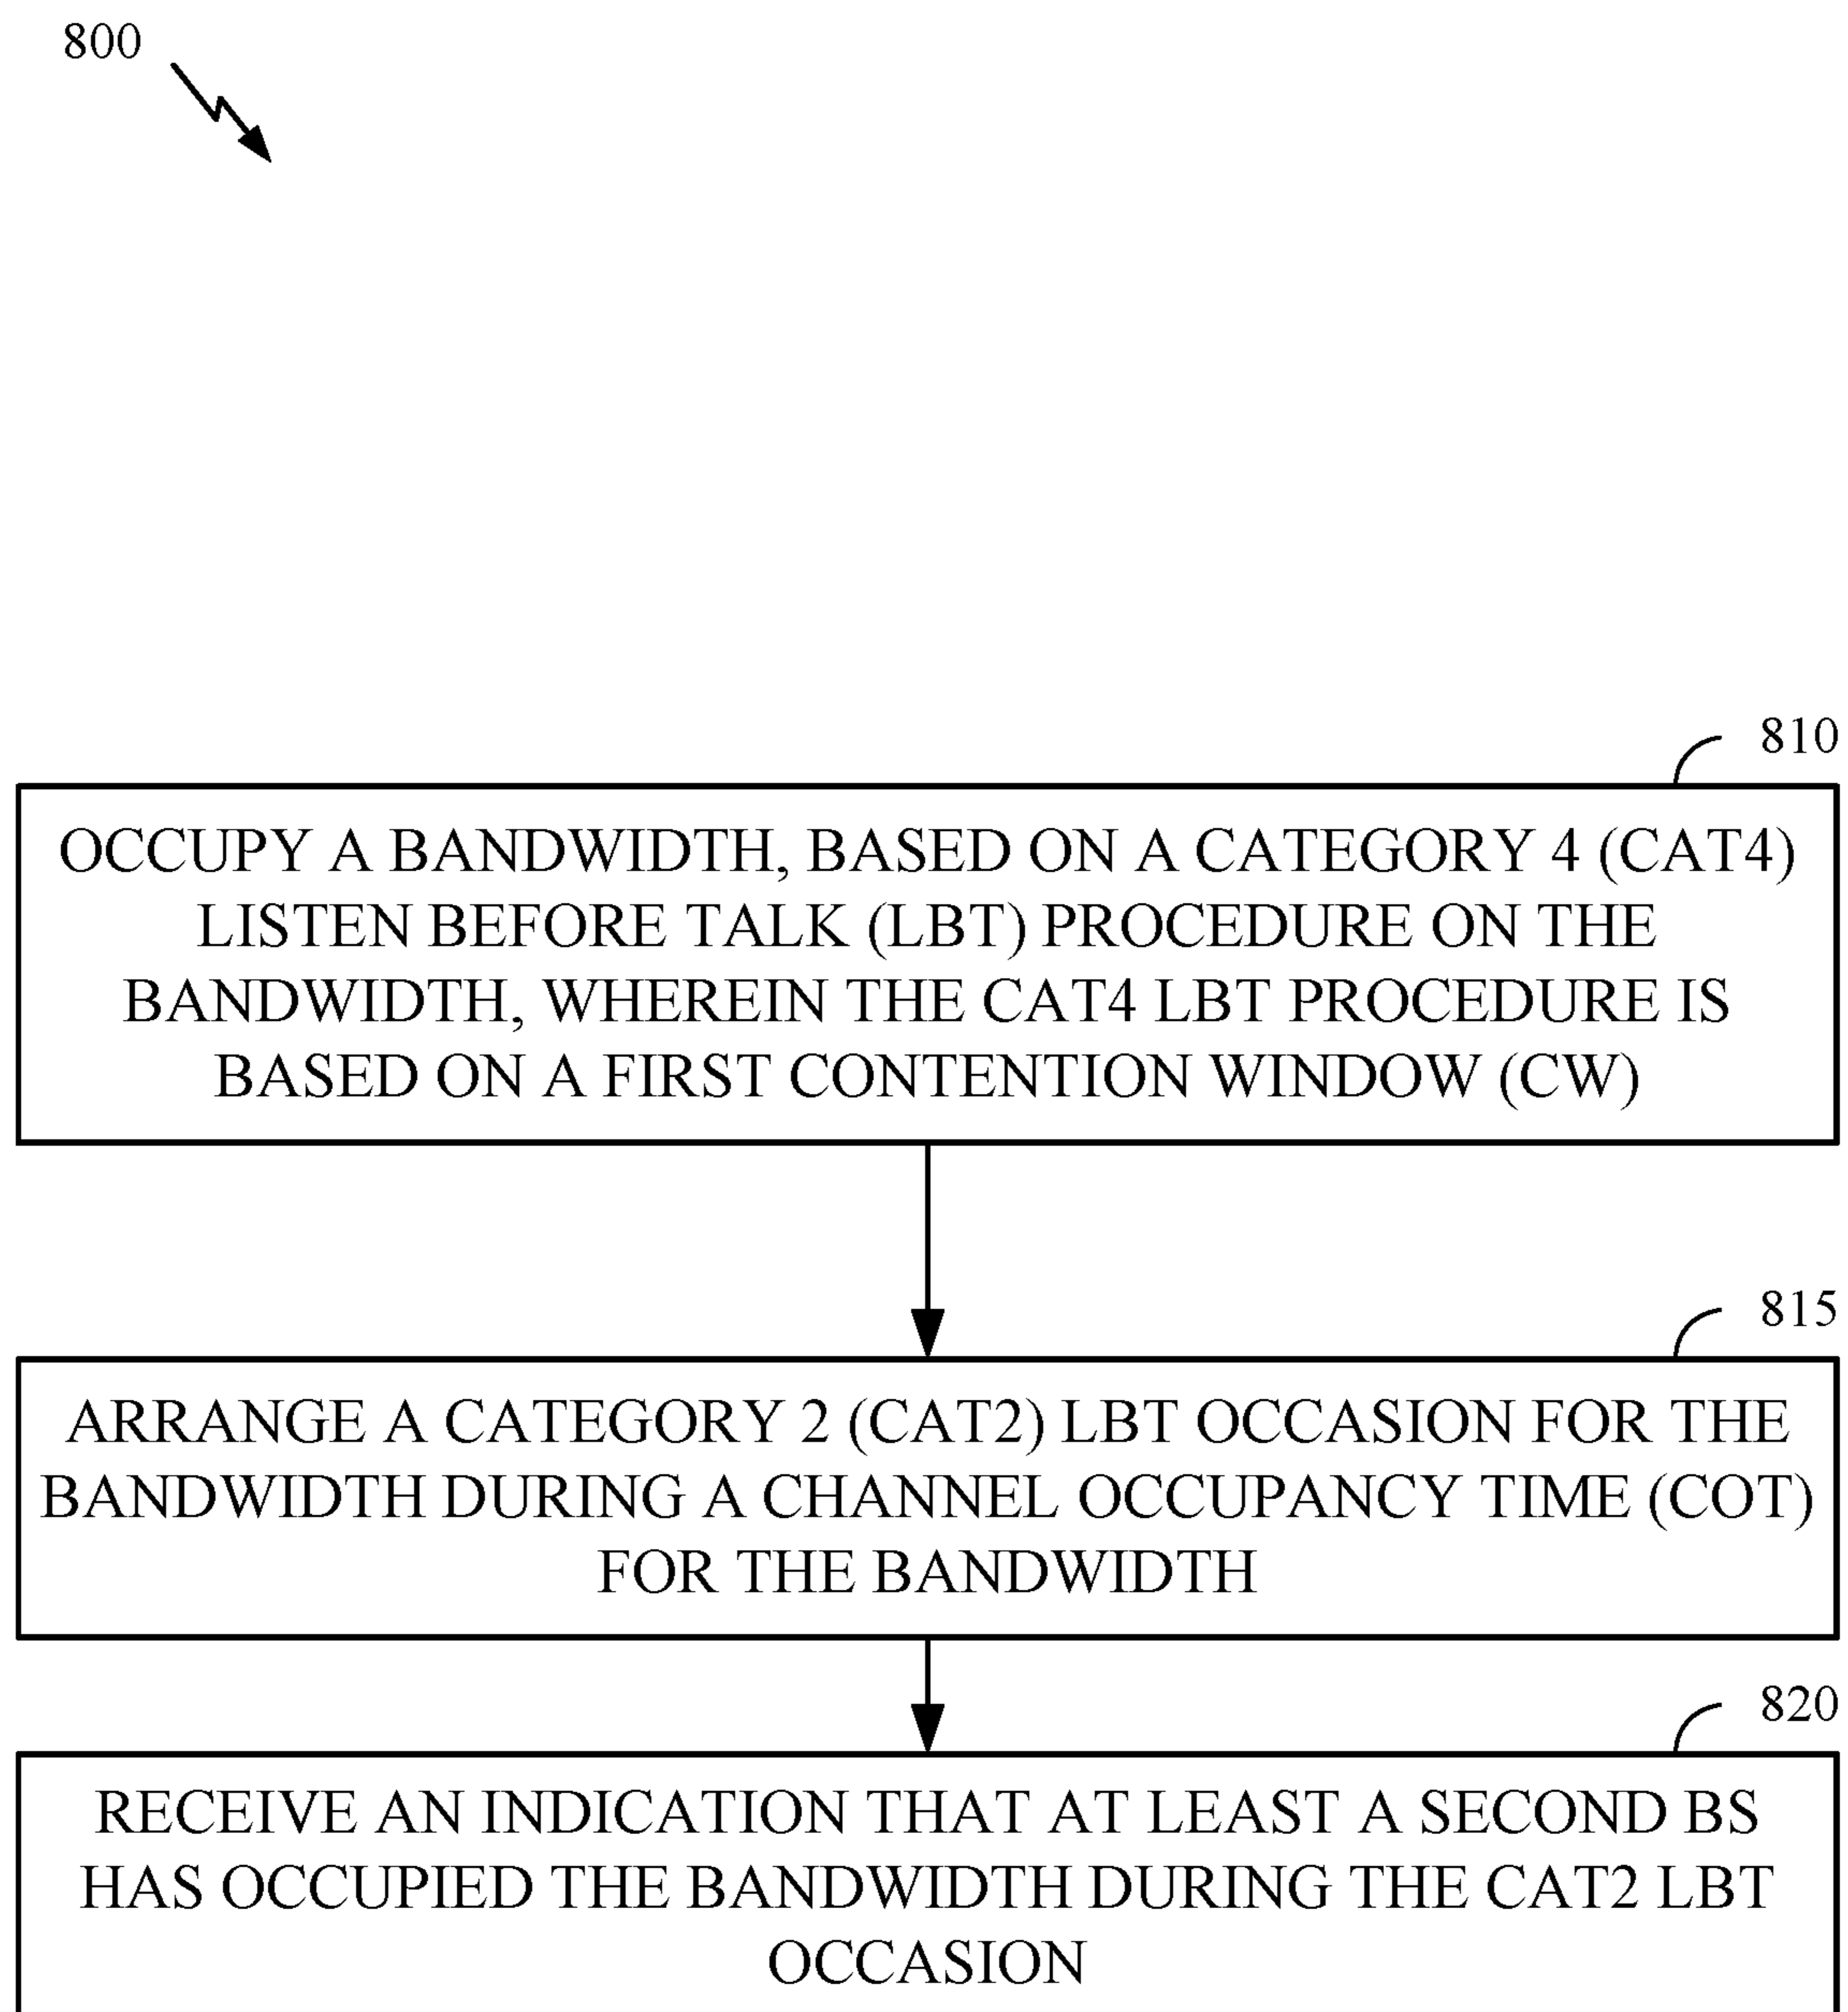 800
810
OCCUPY A BANDWIDTH, BASED ON A CATEGORY 4 (CAT4)
LISTEN BEFORE TALK (LBT) PROCEDURE ON THE
BANDWIDTH, WHEREIN THE CAT4 LBT PROCEDURE IS
BASED ON A FIRST CONTENTION WINDOW (CW)
815
ARRANGE A CATEGORY 2 (CAT2) LBT OCCASION FOR THE
BANDWIDTH DURING A CHANNEL OCCUPANCY TIME (COT)
FOR THE BANDWIDTH
820
RECEIVE AN INDICATION THAT AT LEAST A SECOND BS
HAS OCCUPIED THE BANDWIDTH DURING THE CAT2 LBT
OCCASION